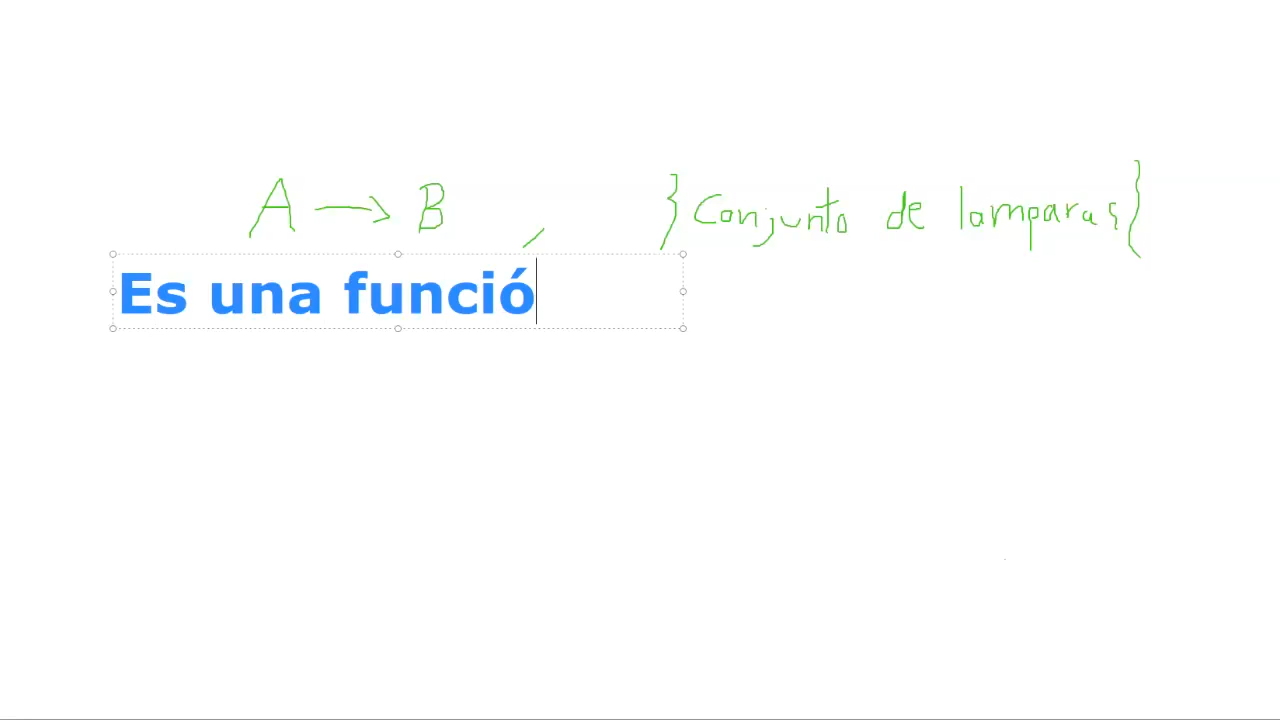 A → B , }Conjunto de lamparas{
Es una funció